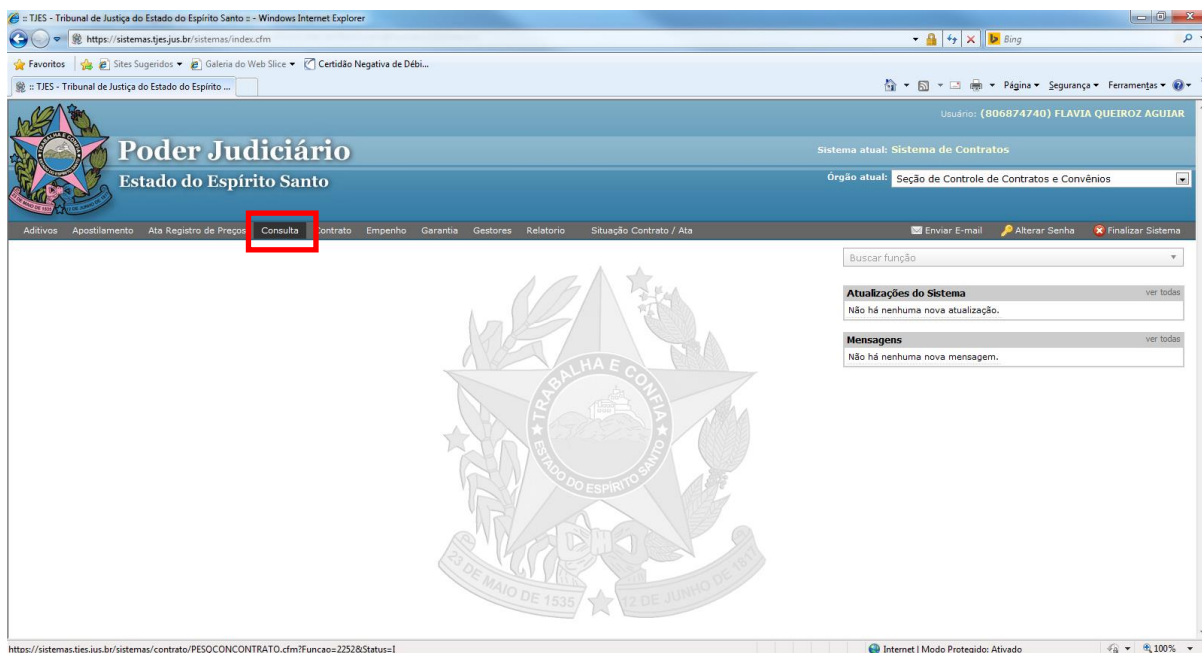 :: TJES - Tribunal de Justiça do Estado do Espírito Santo :: - Windows Internet Explorer
https://sistemas.tjes.jus.br/sistemas/index.cfm
Bing
Favoritos Sites Sugeridos Galeria do Web Slice Certidão Negativa de Débi...
:: TJES - Tribunal de Justiça do Estado do Espírito ...
Página Segurança Ferramentas
Usuário: (806874740) FLAVIA QUEIROZ AGUIAR
Poder Judiciário
Sistema atual: Sistema de Contratos
Estado do Espírito Santo
Órgão atual: Seção de Controle de Contratos e Convênios
Aditivos Apostilamento Ata Registro de Preços Consulta Contrato Empenho Garantia Gestores Relatorio Situação Contrato / Ata Enviar E-mail Alterar Senha Finalizar Sistema
Buscar função
Atualizações do Sistema ver todas
Não há nenhuma nova atualização.
Mensagens ver todas
Não há nenhuma nova mensagem.
TRABALHA E CONFIA
ESTADO DO ESPIRITO SANTO
23 DE MAIO DE 1535
12 DE JUNHO DE 1817
https://sistemas.tjes.jus.br/sistemas/contrato/PESQCONCONTRATO.cfm?Funcao=2252&Status=I
Internet | Modo Protegido: Ativado
100%